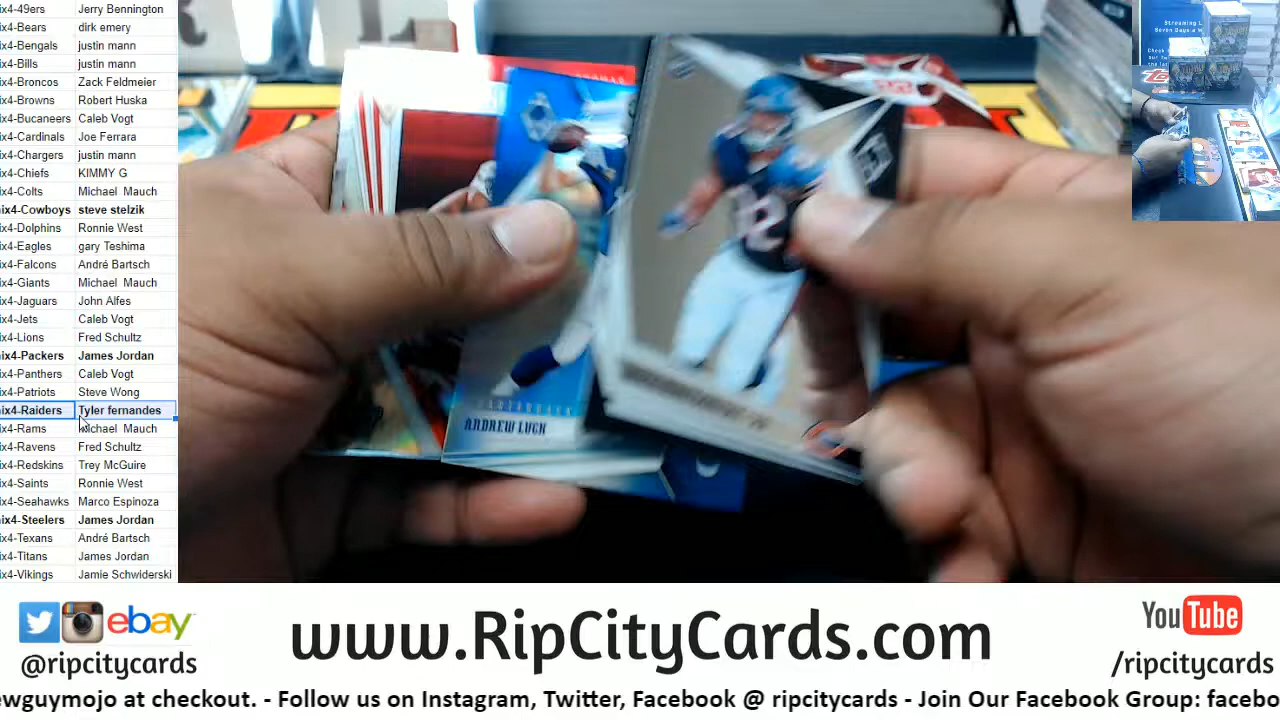 ix4-49ers Jerry Bennington
ix4-Bears dirk emery
ix4-Bengals justin mann
ix4-Bills justin mann
ix4-Broncos Zack Feldmeier
ix4-Browns Robert Huska
ix4-Bucaneers Caleb Vogt
ix4-Cardinals Joe Ferrara
ix4-Chargers justin mann
ix4-Chiefs KIMMY G
ix4-Colts Michael Mauch
ix4-Cowboys steve stelzik
ix4-Dolphins Ronnie West
ix4-Eagles gary Teshima
ix4-Falcons André Bartsch
ix4-Giants Michael Mauch
ix4-Jaguars John Alfes
ix4-Jets Caleb Vogt
ix4-Lions Fred Schultz
ix4-Packers James Jordan
ix4-Panthers Caleb Vogt
ix4-Patriots Steve Wong
ix4-Raiders Tyler fernandes
ix4-Rams Michael Mauch
ix4-Ravens Fred Schultz
ix4-Redskins Trey McGuire
ix4-Saints Ronnie West
ix4-Seahawks Marco Espinoza
ix4-Steelers James Jordan
ix4-Texans André Bartsch
ix4-Titans James Jordan
ix4-Vikings Jamie Schwiderski
ANDREW LUCK
ebay
@ripcitycards
www.RipCityCards.com
YouTube
/ripcitycards
ewguymojo at checkout. - Follow us on Instagram, Twitter, Facebook @ ripcitycards - Join Our Facebook Group: facebo